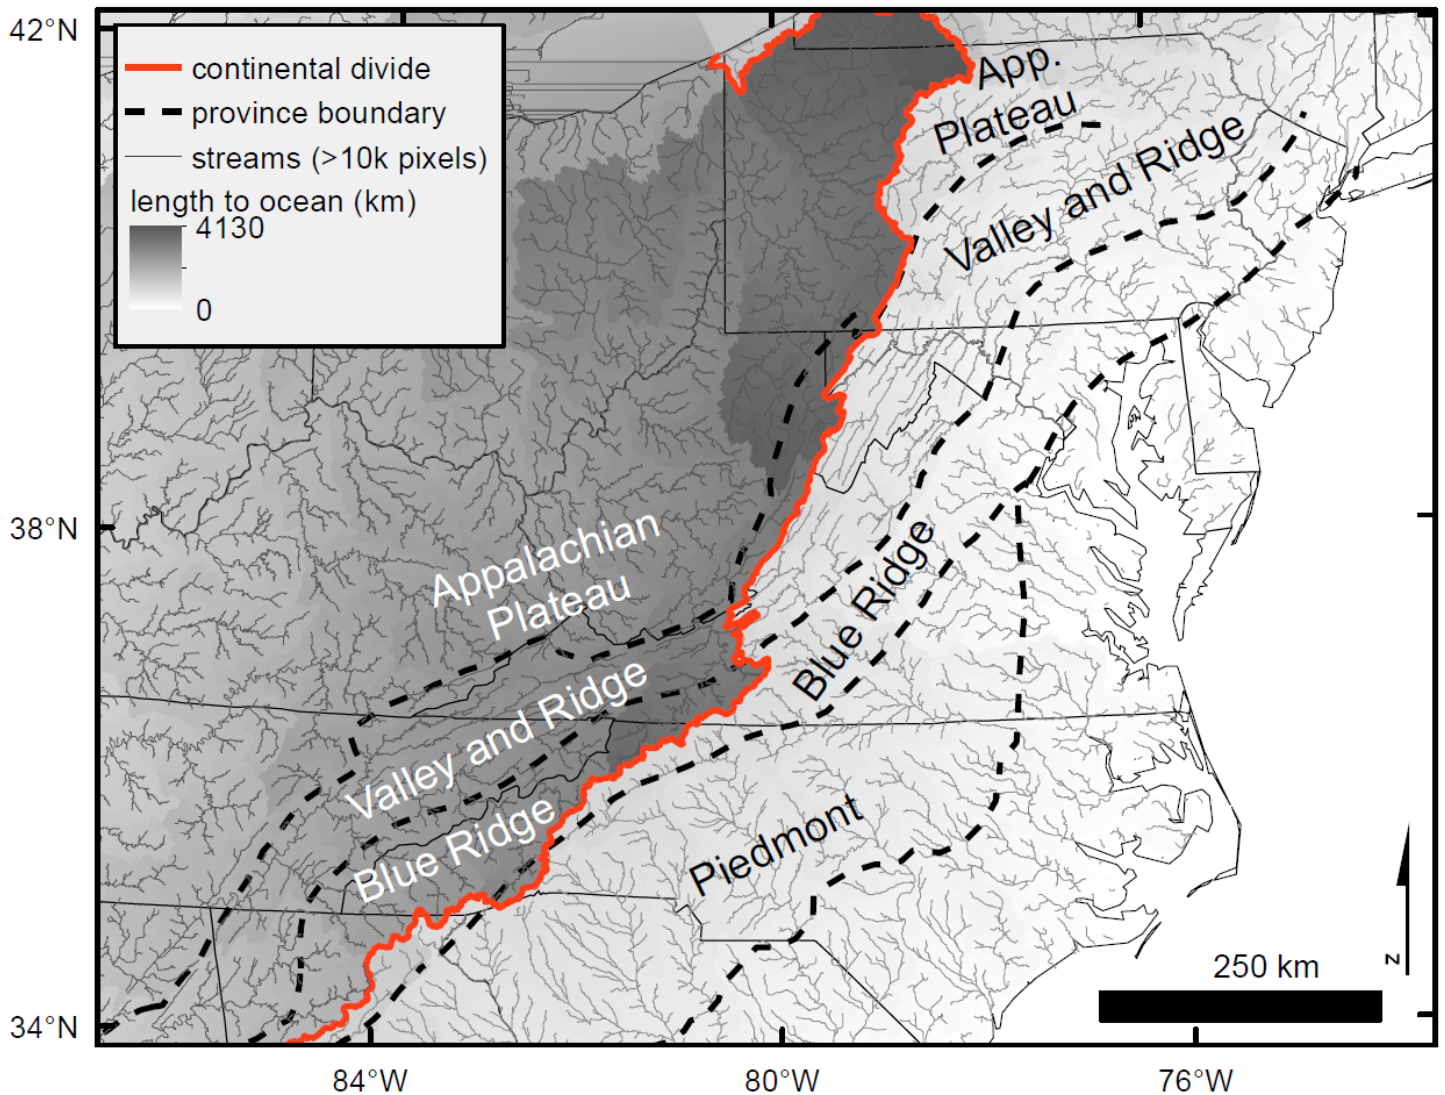 42°N
continental divide
province boundary
streams (>10k pixels)
length to ocean (km)
4130
0
App.
Plateau
Valley and Ridge
38°N
Appalachian
Plateau
Blue Ridge
Valley and Ridge
Blue Ridge
Piedmont
250 km
N
34°N
84°W
80°W
76°W